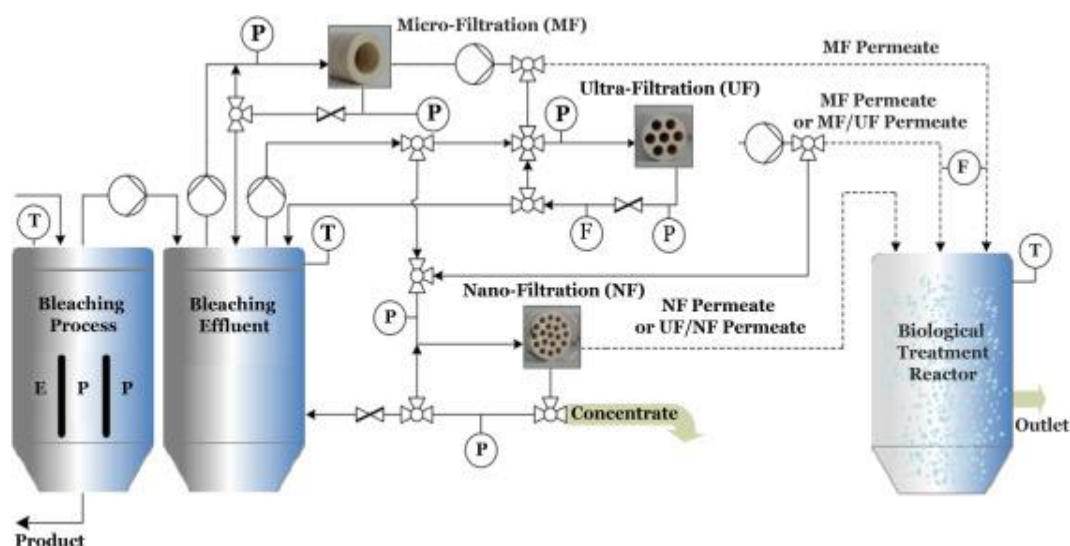 Micro-Filtration (MF)
P
MF Permeate
Ultra-Filtration (UF)
P
P
MF Permeate
or MF/UF Permeate
F
T
T
F
P
T
Bleaching
Process
Bleaching
Effluent
Nano-Filtration (NF)
P
NF Permeate
or UF/NF Permeate
Biological
Treatment
Reactor
E
P
P
Concentrate
P
Outlet
Product